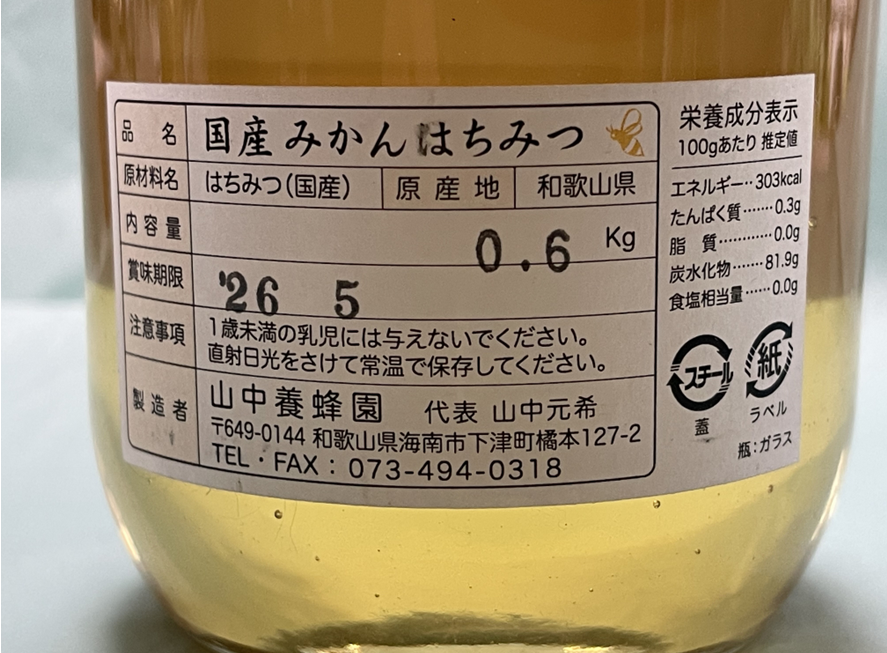 品名 国産みかんはちみつ
原材料名 はちみつ(国産) 原産地 和歌山県
内容量 0.6 Kg
賞味期限 '26 5
注意事項 1歳未満の乳児には与えないでください。
直射日光をさけて常温で保存してください。
製造者 山中養蜂園 代表 山中元希
〒649-0144 和歌山県海南市下津町橘本127-2
TEL・FAX:073-494-0318
栄養成分表示
100gあたり 推定値
エネルギー‥303kcal
たんぱく質……0.3g
脂質…………0.0g
炭水化物……81.9g
食塩相当量……0.0g
スチール 紙
蓋 ラベル
瓶:ガラス